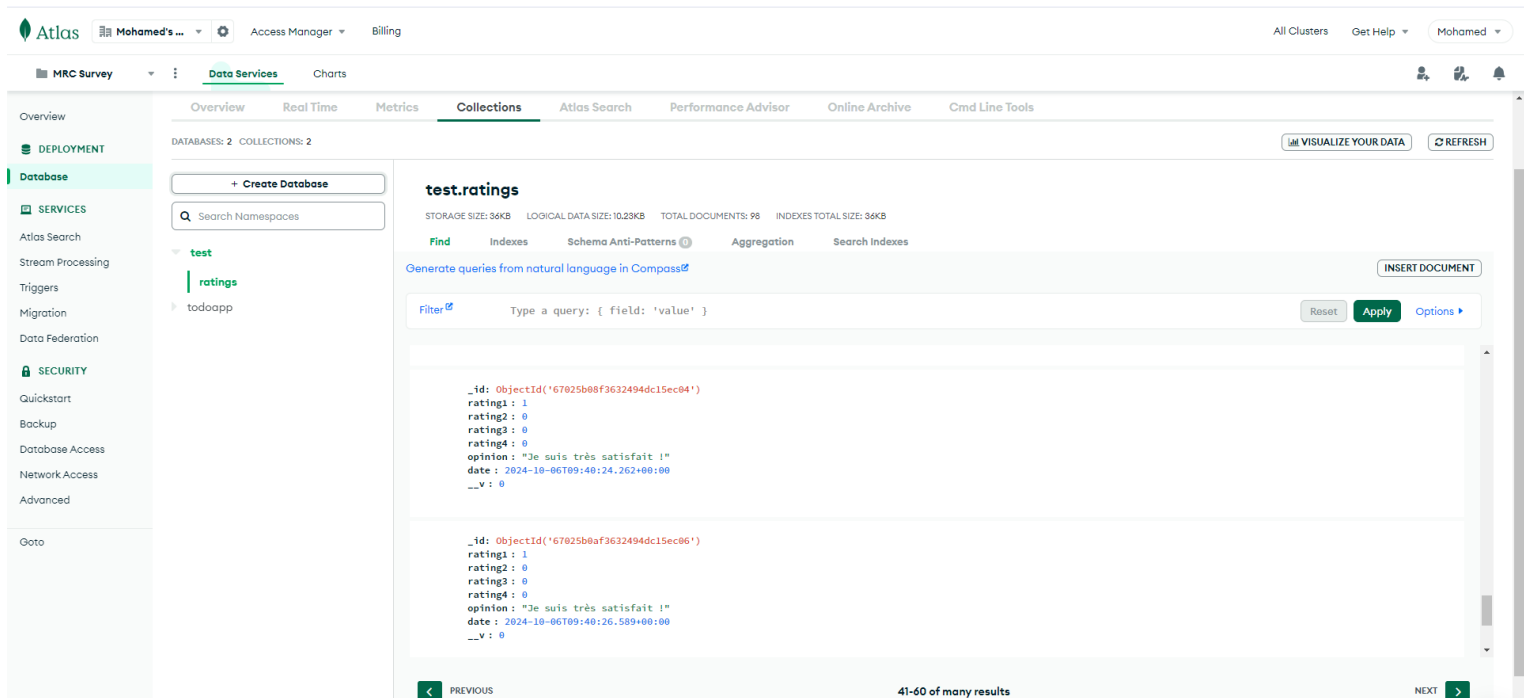 Atlas Mohamed's ... Access Manager Billing All Clusters Get Help Mohamed
MRC Survey Data Services Charts
Overview Real Time Metrics Collections Atlas Search Performance Advisor Online Archive Cmd Line Tools
DATABASES: 2 COLLECTIONS: 2 VISUALIZE YOUR DATA REFRESH
Overview
DEPLOYMENT
Database
SERVICES
Atlas Search
Stream Processing
Triggers
Migration
Data Federation
SECURITY
Quickstart
Backup
Database Access
Network Access
Advanced
Goto
+ Create Database
Search Namespaces
test
ratings
todoapp
test.ratings
STORAGE SIZE: 36KB LOGICAL DATA SIZE: 10.23KB TOTAL DOCUMENTS: 98 INDEXES TOTAL SIZE: 36KB
Find Indexes Schema Anti-Patterns 0 Aggregation Search Indexes
Generate queries from natural language in Compass INSERT DOCUMENT
Filter Type a query: { field: 'value' } Reset Apply Options
_id: ObjectId('67025b08f3632494dc15ec04')
rating1 : 1
rating2 : 0
rating3 : 0
rating4 : 0
opinion : "Je suis très satisfait !"
date : 2024-10-06T09:40:24.262+00:00
__v : 0
_id: ObjectId('67025b0af3632494dc15ec06')
rating1 : 1
rating2 : 0
rating3 : 0
rating4 : 0
opinion : "Je suis très satisfait !"
date : 2024-10-06T09:40:26.589+00:00
__v : 0
PREVIOUS 41-60 of many results NEXT